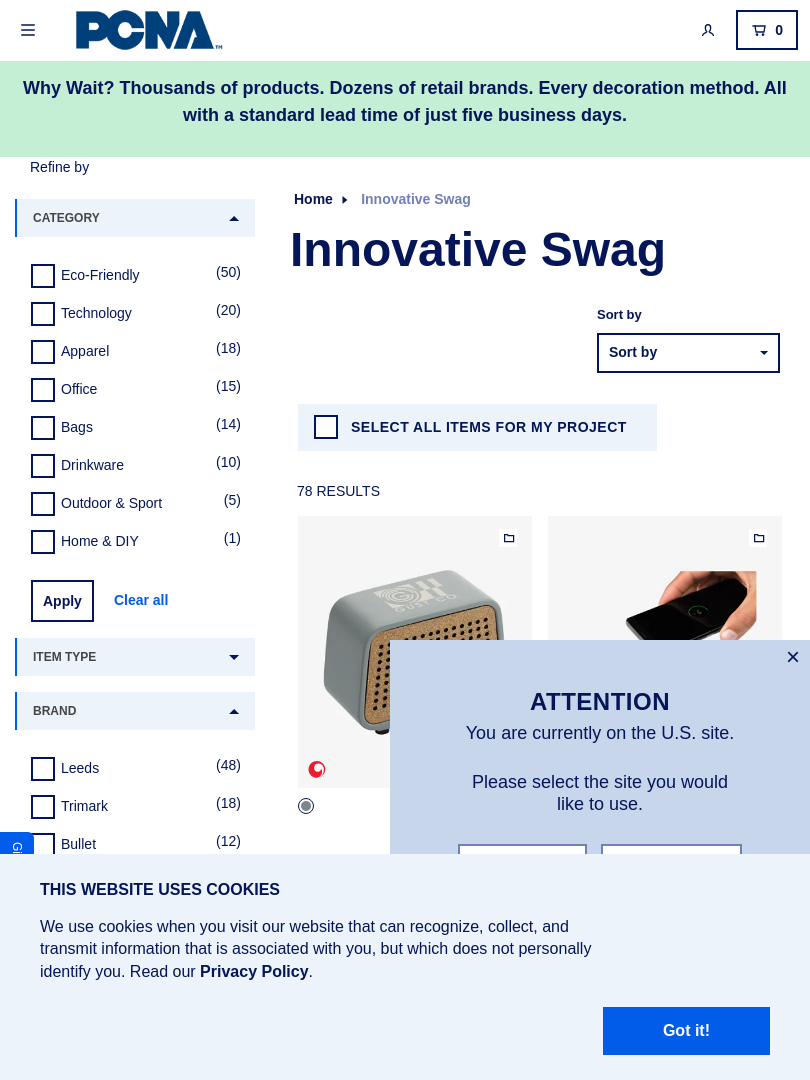 PCNA™
0
Why Wait? Thousands of products. Dozens of retail brands. Every decoration method. All
with a standard lead time of just five business days.
Refine by
CATEGORY
Eco-Friendly (50)
Technology (20)
Apparel (18)
Office (15)
Bags (14)
Drinkware (10)
Outdoor & Sport (5)
Home & DIY (1)
Apply
Clear all
ITEM TYPE
BRAND
Leeds (48)
Trimark (18)
Bullet (12)
Home Innovative Swag
Innovative Swag
Sort by
Sort by
SELECT ALL ITEMS FOR MY PROJECT
78 RESULTS
GUST CO
ATTENTION
You are currently on the U.S. site.
Please select the site you would
like to use.
THIS WEBSITE USES COOKIES
We use cookies when you visit our website that can recognize, collect, and
transmit information that is associated with you, but which does not personally
identify you. Read our Privacy Policy.
Got it!